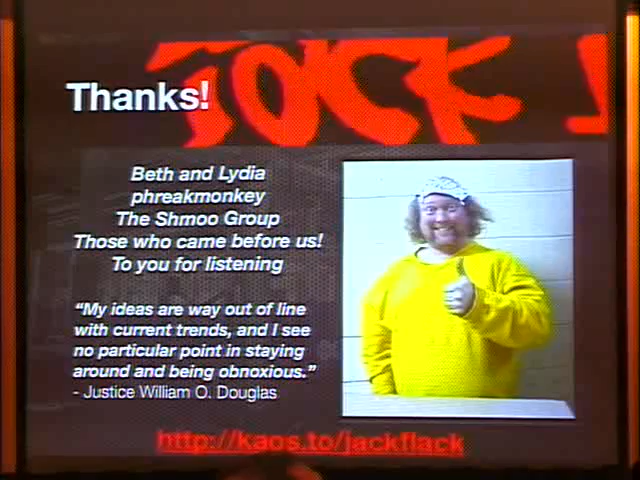 JOCK
Thanks!
Beth and Lydia
phreakmonkey
The Shmoo Group
Those who came before us!
To you for listening
“My ideas are way out of line
with current trends, and I see
no particular point in staying
around and being obnoxious.”
- Justice William O. Douglas
http://kaos.to/jackflack